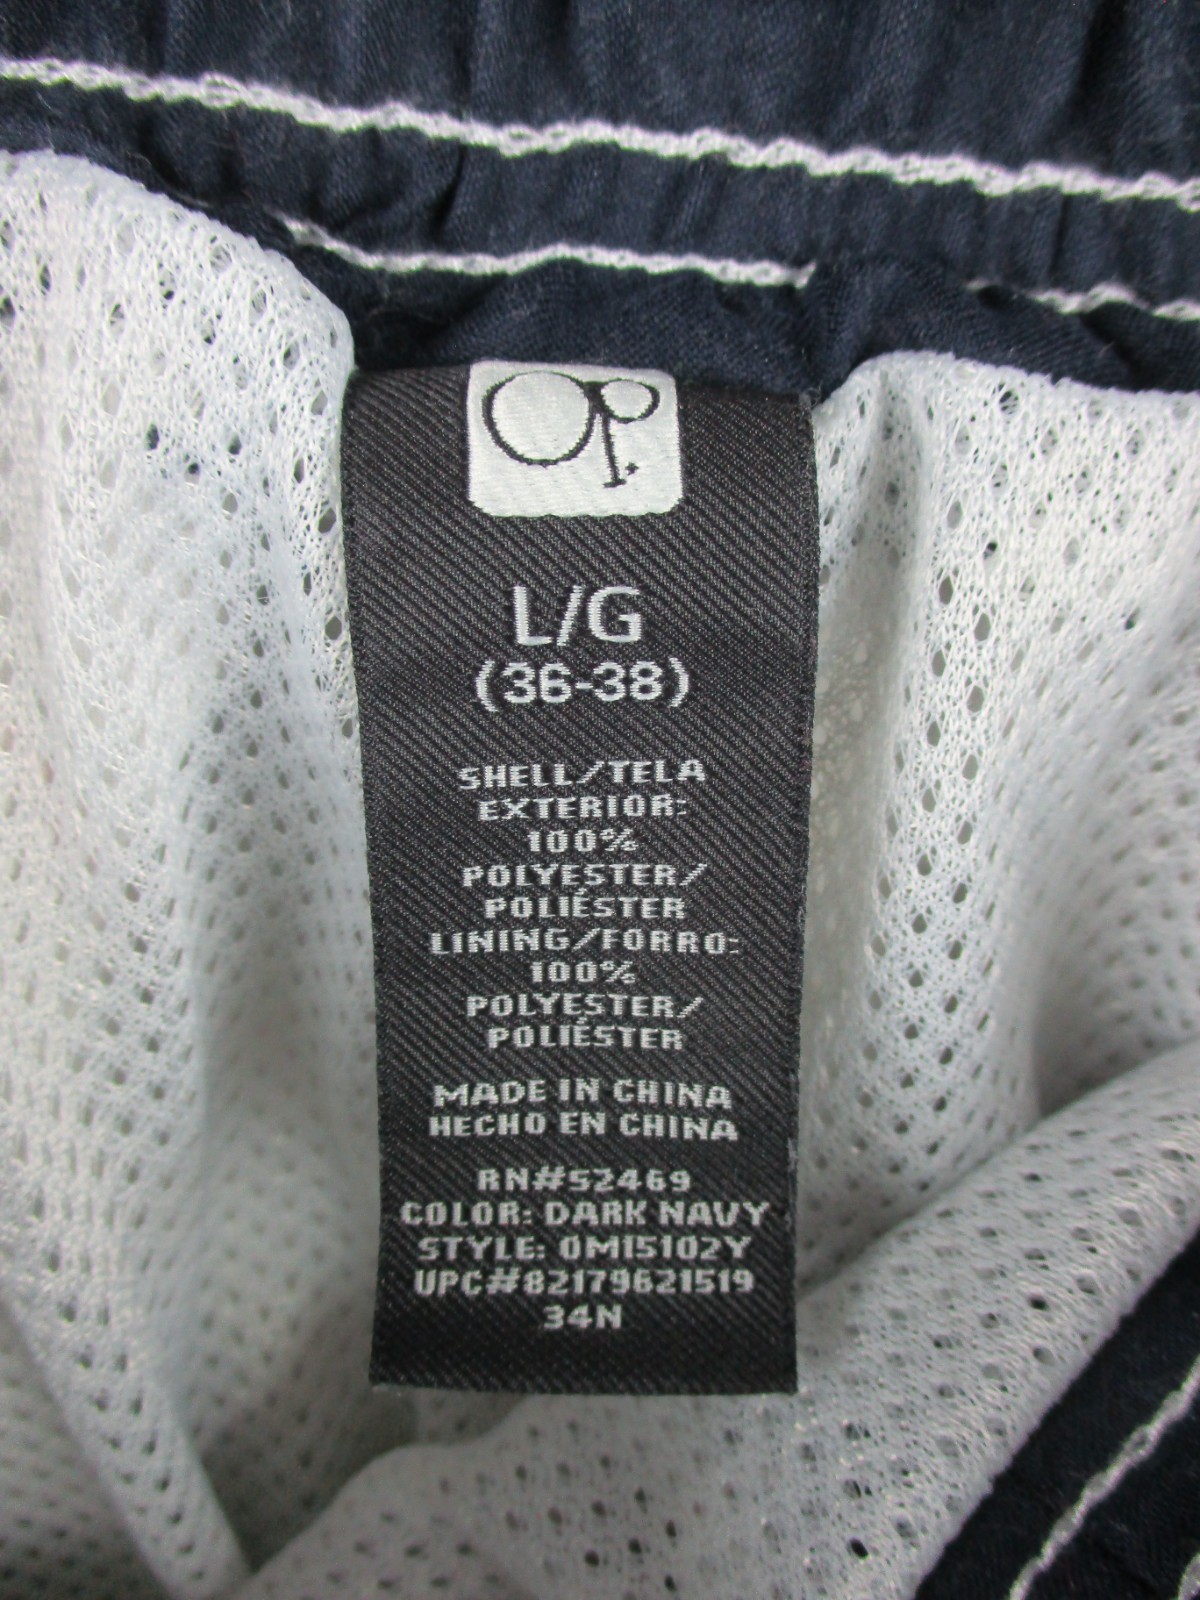 Op.
L/G
(36-38)
SHELL/TELA
EXTERIOR:
100%
POLYESTER/
POLIÉSTER
LINING/FORRO:
100%
POLYESTER/
POLIÉSTER
MADE IN CHINA
HECHO EN CHINA
RN#52469
COLOR: DARK NAVY
STYLE: OM15102Y
UPC#82179621519
34N